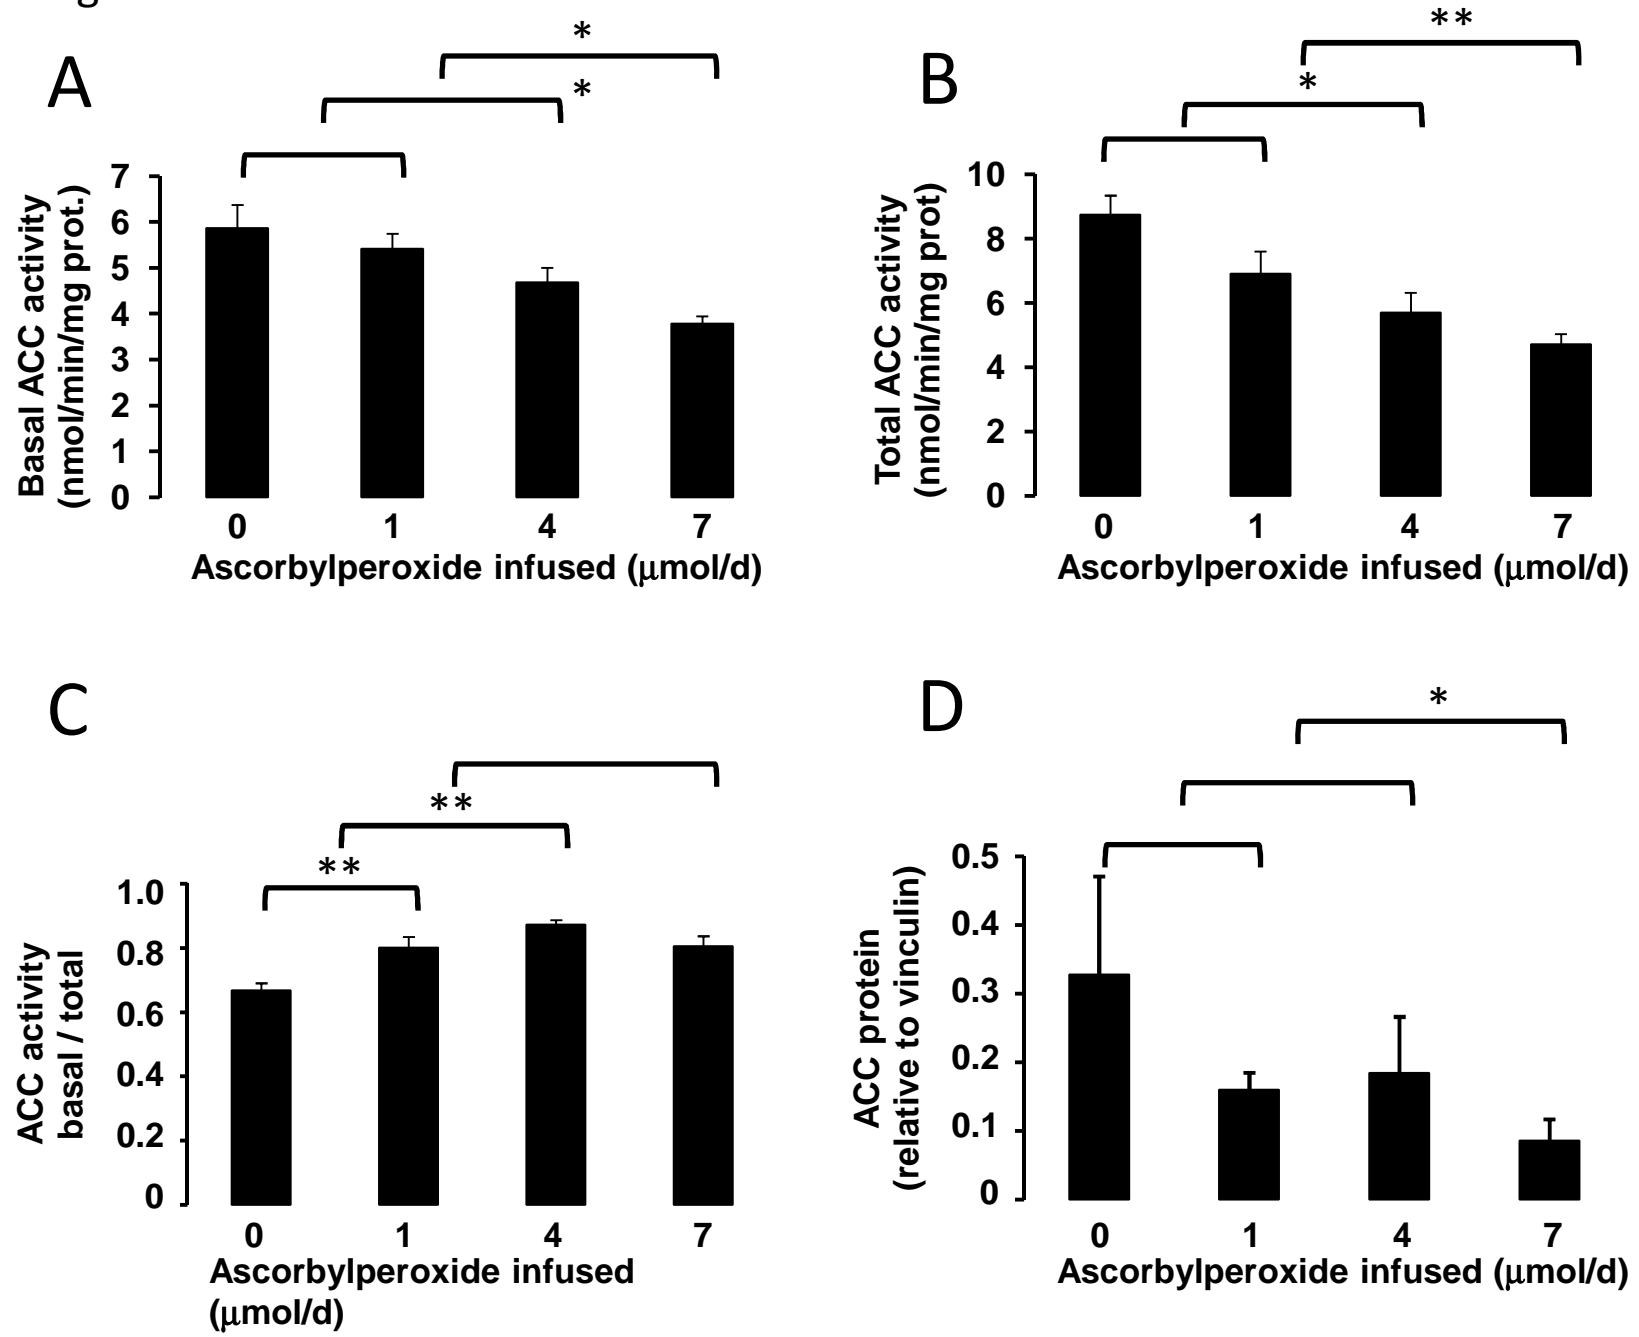 A
*
*
7
6
5
4
3
2
1
0
Basal ACC activity
(nmol/min/mg prot.)
0 1 4 7
Ascorbylperoxide infused (μmol/d)
B
**
*
10
8
6
4
2
0
Total ACC activity
(nmol/min/mg prot)
0 1 4 7
Ascorbylperoxide infused (μmol/d)
C
**
**
1.0
0.8
0.6
0.4
0.2
0
ACC activity
basal / total
0 1 4 7
Ascorbylperoxide infused
(μmol/d)
D
*
0.5
0.4
0.3
0.2
0.1
0
ACC protein
(relative to vinculin)
0 1 4 7
Ascorbylperoxide infused (μmol/d)